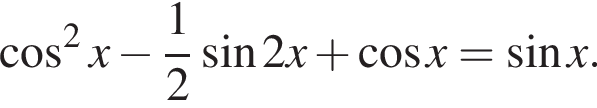 cos² x − 1/2 sin 2x + cos x = sin x.